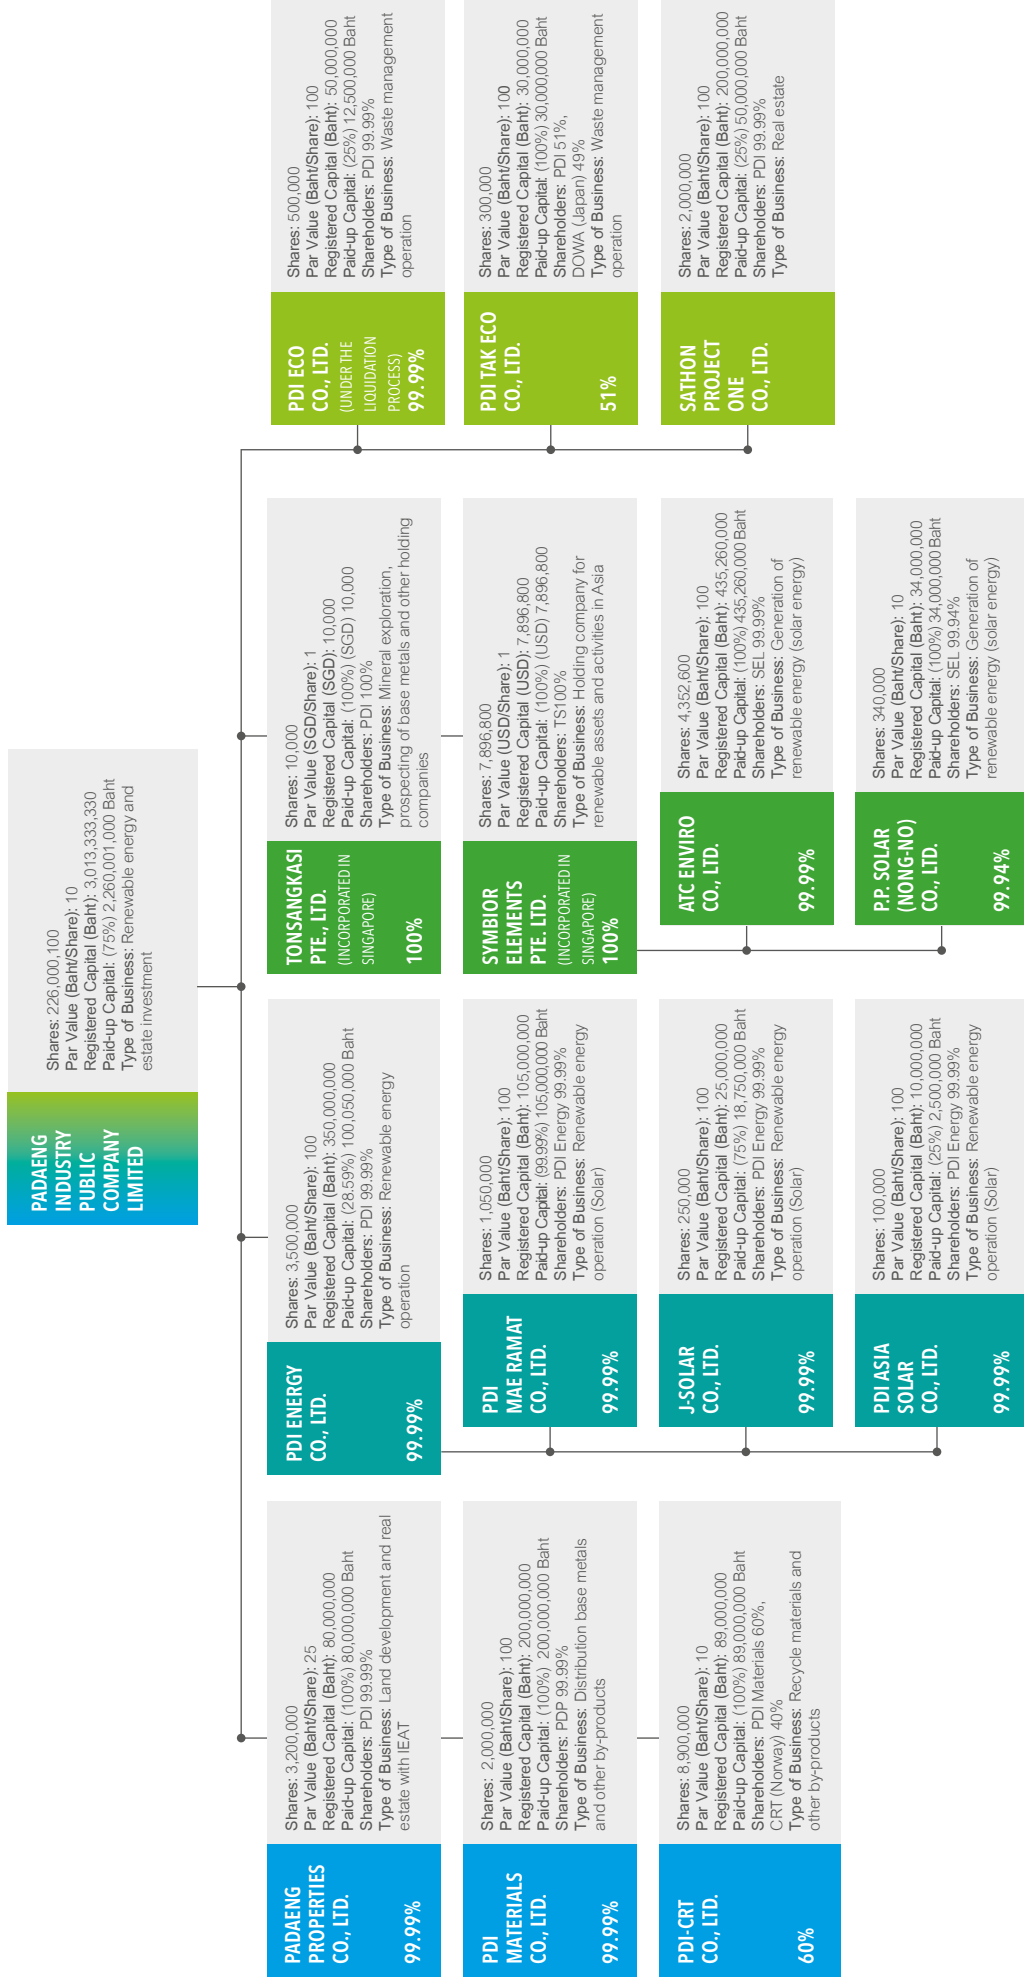 PADAENG
INDUSTRY
PUBLIC
COMPANY
LIMITED
Shares: 226,000,100
Par Value (Baht/Share): 10
Registered Capital (Baht): 3,013,333,330
Paid-up Capital: (75%) 2,260,001,000 Baht
Type of Business: Renewable energy and
estate investment
PADAENG
PROPERTIES
CO., LTD.
99.99%
Shares: 3,200,000
Par Value (Baht/Share): 25
Registered Capital (Baht): 80,000,000
Paid-up Capital: (100%) 80,000,000 Baht
Shareholders: PDI 99.99%
Type of Business: Land development and real
estate with IEAT
PDI
MATERIALS
CO., LTD.
99.99%
Shares: 2,000,000
Par Value (Baht/Share): 100
Registered Capital (Baht): 200,000,000
Paid-up Capital: (100%) 200,000,000 Baht
Shareholders: PDP 99.99%
Type of Business: Distribution base metals
and other by-products
PDI-CRT
CO., LTD.
60%
Shares: 8,900,000
Par Value (Baht/Share): 10
Registered Capital (Baht): 89,000,000
Paid-up Capital: (100%) 89,000,000 Baht
Shareholders: PDI Materials 60%,
CRT (Norway) 40%
Type of Business: Recycle materials and
other by-products
PDI ENERGY
CO., LTD.
99.99%
Shares: 3,500,000
Par Value (Baht/Share): 100
Registered Capital (Baht): 350,000,000
Paid-up Capital: (28.59%) 100,050,000 Baht
Shareholders: PDI 99.99%
Type of Business: Renewable energy
operation
PDI
MAE RAMAT
CO., LTD.
99.99%
Shares: 1,050,000
Par Value (Baht/Share): 100
Registered Capital (Baht): 105,000,000
Paid-up Capital: (99.99%) 105,000,000 Baht
Shareholders: PDI Energy 99.99%
Type of Business: Renewable energy
operation (Solar)
J-SOLAR
CO., LTD.
99.99%
Shares: 250,000
Par Value (Baht/Share): 100
Registered Capital (Baht): 25,000,000
Paid-up Capital: (75%) 18,750,000 Baht
Shareholders: PDI Energy 99.99%
Type of Business: Renewable energy
operation (Solar)
PDI ASIA
SOLAR
CO., LTD.
99.99%
Shares: 100,000
Par Value (Baht/Share): 100
Registered Capital (Baht): 10,000,000
Paid-up Capital: (25%) 2,500,000 Baht
Shareholders: PDI Energy 99.99%
Type of Business: Renewable energy
operation (Solar)
TONSANGKASI
PTE., LTD.
(INCORPORATED IN
SINGAPORE)
100%
Shares: 10,000
Par Value (SGD/Share): 1
Registered Capital (SGD): 10,000
Paid-up Capital: (100%) (SGD) 10,000
Shareholders: PDI 100%
Type of Business: Mineral exploration,
prospecting of base metals and other holding
companies
SYMBIOR
ELEMENTS
PTE. LTD.
(INCORPORATED IN
SINGAPORE)
100%
Shares: 7,896,800
Par Value (USD/Share): 1
Registered Capital (USD): 7,896,800
Paid-up Capital: (100%) (USD) 7,896,800
Shareholders: TS100%
Type of Business: Holding company for
renewable assets and activities in Asia
ATC ENVIRO
CO., LTD.
99.99%
Shares: 4,352,600
Par Value (Baht/Share): 100
Registered Capital (Baht): 435,260,000
Paid-up Capital: (100%) 435,260,000 Baht
Shareholders: SEL 99.99%
Type of Business: Generation of
renewable energy (solar energy)
P.P. SOLAR
(NONG-NO)
CO., LTD.
99.94%
Shares: 340,000
Par Value (Baht/Share): 10
Registered Capital (Baht): 34,000,000
Paid-up Capital: (100%) 34,000,000 Baht
Shareholders: SEL 99.94%
Type of Business: Generation of
renewable energy (solar energy)
PDI ECO
CO., LTD.
(UNDER THE
LIQUIDATION
PROCESS)
99.99%
Shares: 500,000
Par Value (Baht/Share): 100
Registered Capital (Baht): 50,000,000
Paid-up Capital: (25%) 12,500,000 Baht
Shareholders: PDI 99.99%
Type of Business: Waste management
operation
PDI TAK ECO
CO., LTD.
51%
Shares: 300,000
Par Value (Baht/Share): 100
Registered Capital (Baht): 30,000,000
Paid-up Capital: (100%) 30,000,000 Baht
Shareholders: PDI 51%,
DOWA (Japan) 49%
Type of Business: Waste management
operation
SATHON
PROJECT
ONE
CO., LTD.
Shares: 2,000,000
Par Value (Baht/Share): 100
Registered Capital (Baht): 200,000,000
Paid-up Capital: (25%) 50,000,000 Baht
Shareholders: PDI 99.99%
Type of Business: Real estate